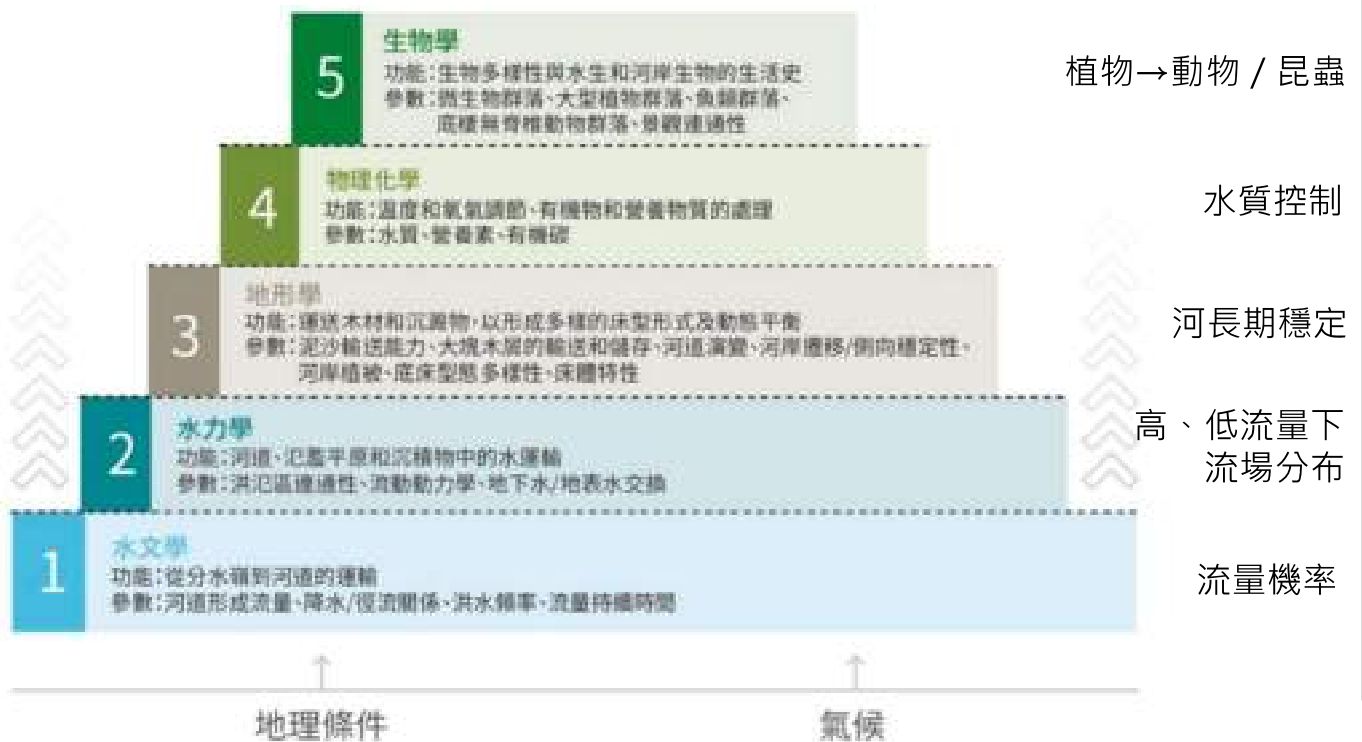 5
生物學
功能：生物多樣性與水生和河岸生物的生活史
參數：微生物群落、大型植物群落、魚類群落、
底棲無脊椎動物群落、景觀連通性
植物→動物 / 昆蟲
4
物理化學
功能：溫度和氧氣調節、有機物和營養物質的處理
參數：水質、營養素、有機碳
水質控制
3
地形學
功能：運送木材和沉澱物，以形成多樣的床型形式及動態平衡
參數：泥沙輸送能力、大塊木屑的輸送和儲存、河道演變、河岸遷移/側向穩定性、
河岸植被、底床型態多樣性、床體特性
河長期穩定
2
水力學
功能：河道、氾濫平原和沉積物中的水運輸
參數：洪氾區連通性、流動動力學、地下水/地表水交換
高、低流量下
流場分布
1
水文學
功能：從分水嶺到河道的運輸
參數：河道形成流量、降水/徑流關係、洪水頻率、流量持續時間
流量機率
地理條件
氣候